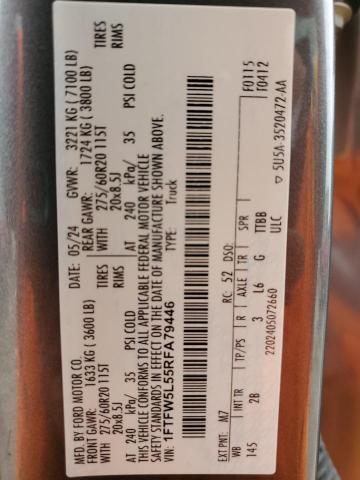 MFD. BY FORD MOTOR CO.
DATE: 05/24 GVWR: 3221 KG ( 7100 LB)
FRONT GAWR: 1633 KG ( 3600 LB) REAR GAWR: 1724 KG ( 3800 LB)
WITH 275/60R20 115T TIRES WITH 275/60R20 115T TIRES
20x8.5J RIMS 20x8.5J RIMS
AT 240 kPa/ 35 PSI COLD AT 240 kPa/ 35 PSI COLD
THIS VEHICLE CONFORMS TO ALL APPLICABLE FEDERAL MOTOR VEHICLE
SAFETY STANDARDS IN EFFECT ON THE DATE OF MANUFACTURE SHOWN ABOVE.
VIN: 1FTFW5L55RFA79446
TYPE: Truck
F0115
F0412
EXT PNT: M7 RC: 52 DSO:
WB INT TR TP/PS R AXLE TR SPR
145 2B 3 L6 G TTBB
ULC
2202405072660
▽ 5U5A-3520472-AA